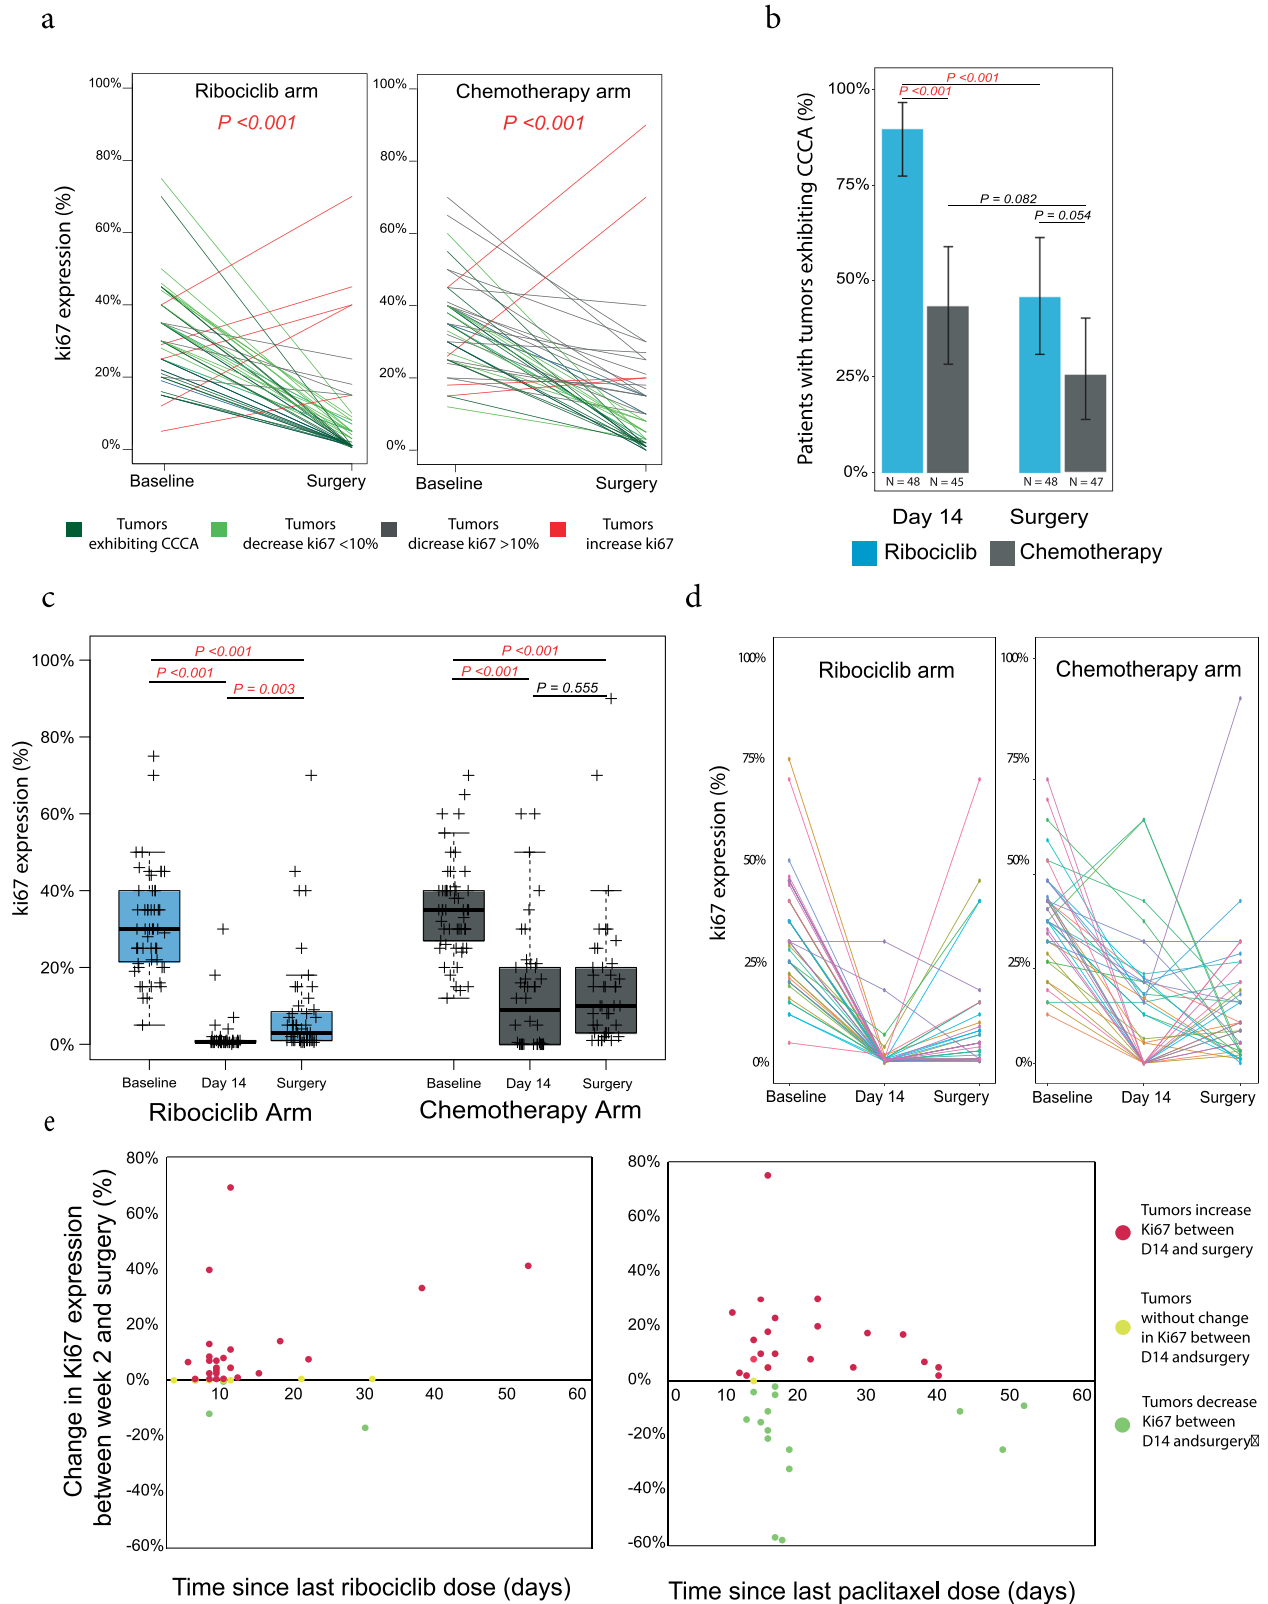 a
b
Ribociclib arm
P <0.001
Chemotherapy arm
P <0.001
ki67 expression (%)
100%
80%
60%
40%
20%
0%
100%
80%
60%
40%
20%
0%
Baseline
Surgery
Baseline
Surgery
Tumors
exhibiting CCCA
Tumors
decrease ki67 <10%
Tumors
dicrease ki67 >10%
Tumors
increase ki67
Patients with tumors exhibiting CCCA (%)
100%
75%
50%
25%
0%
P <0.001
P <0.001
P = 0.082
P = 0.054
N = 48
N = 45
N = 48
N = 47
Day 14
Surgery
Ribociclib
Chemotherapy
c
d
ki67 expression (%)
100%
80%
60%
40%
20%
0%
P <0.001
P <0.001
P = 0.003
P <0.001
P <0.001
P = 0.555
Baseline
Day 14
Surgery
Baseline
Day 14
Surgery
Ribociclib Arm
Chemotherapy Arm
ki67 expression (%)
100%
75%
50%
25%
0%
Ribociclib arm
100%
75%
50%
25%
0%
Chemotherapy arm
Baseline
Day 14
Surgery
Baseline
Day 14
Surgery
e
Change in Ki67 expression
between week 2 and surgery (%)
80%
60%
40%
20%
0%
-20%
-40%
-60%
10
20
30
40
50
60
Time since last ribociclib dose (days)
80%
60%
40%
20%
0%
-20%
-40%
-60%
0
10
20
30
40
50
60
Time since last paclitaxel dose (days)
Tumors increase
Ki67 between
D14 and surgery
Tumors
without change
in Ki67 between
D14 andsurgery
Tumors decrease
Ki67 between
D14 andsurgery